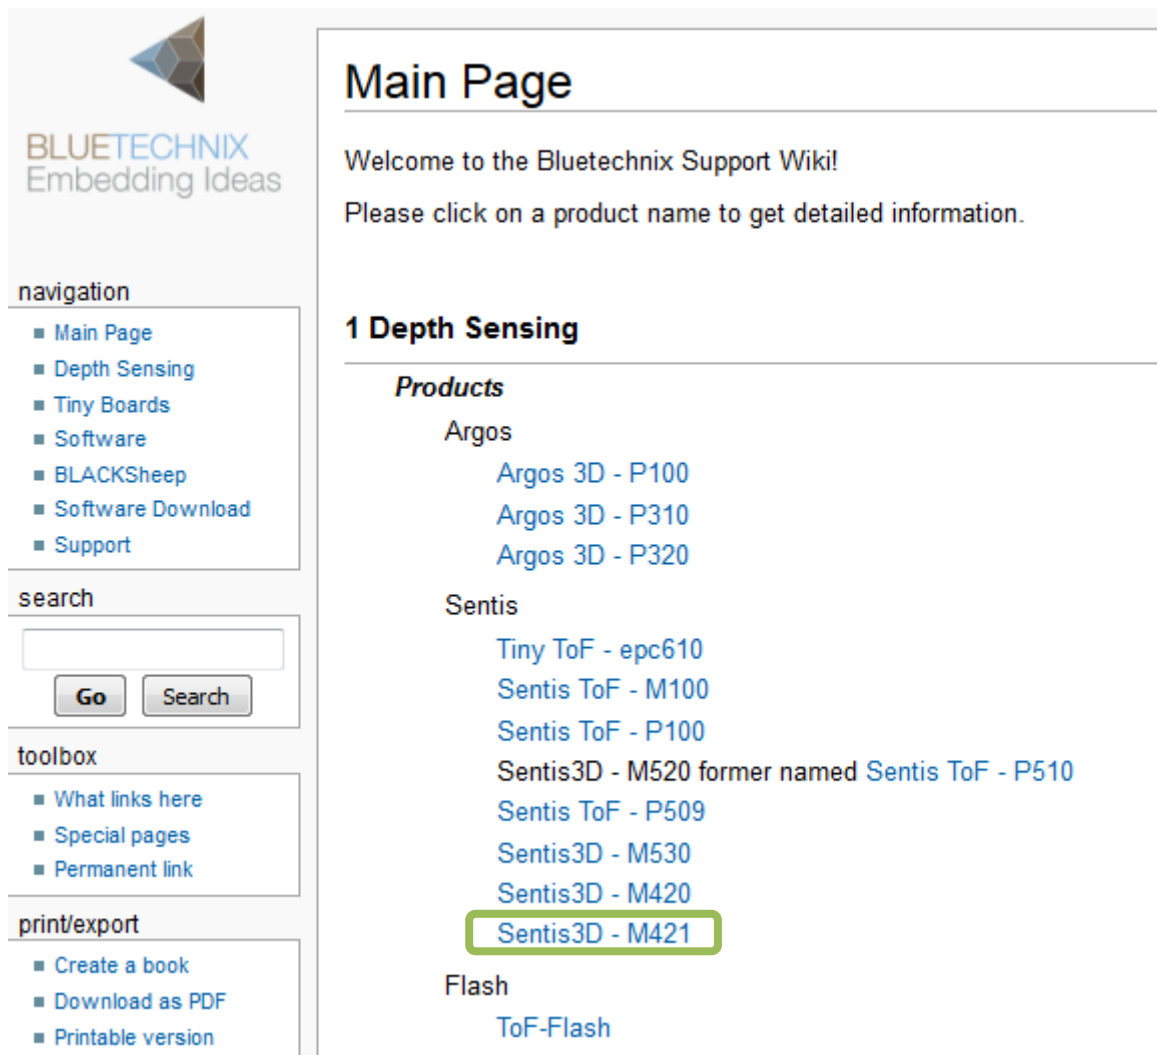 BLUETECHNIX
Embedding Ideas
navigation
Main Page
Depth Sensing
Tiny Boards
Software
BLACKSheep
Software Download
Support
search
Go Search
toolbox
What links here
Special pages
Permanent link
print/export
Create a book
Download as PDF
Printable version
Main Page
Welcome to the Bluetechnix Support Wiki!
Please click on a product name to get detailed information.
1 Depth Sensing
Products
Argos
Argos 3D - P100
Argos 3D - P310
Argos 3D - P320
Sentis
Tiny ToF - epc610
Sentis ToF - M100
Sentis ToF - P100
Sentis3D - M520 former named Sentis ToF - P510
Sentis ToF - P509
Sentis3D - M530
Sentis3D - M420
Sentis3D - M421
Flash
ToF-Flash